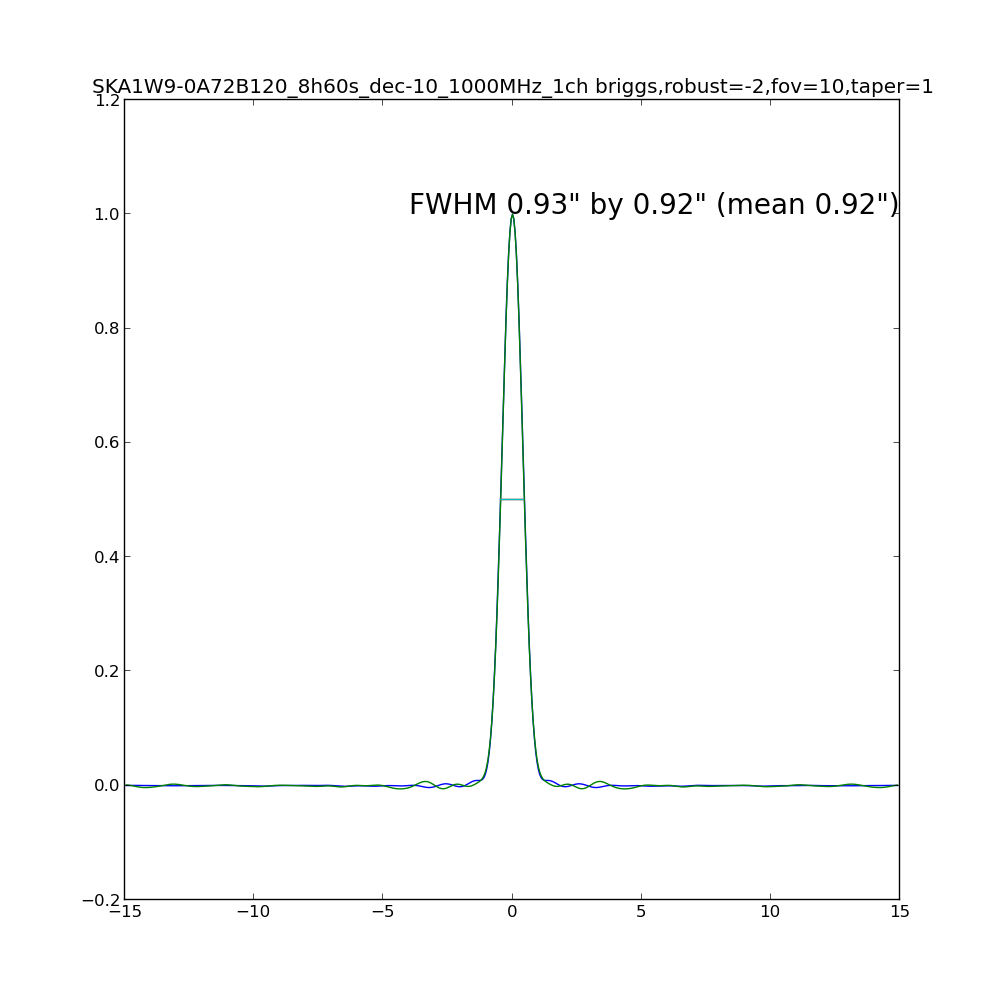 SKA1W9-0A72B120_8h60s_dec-10_1000MHz_1ch briggs,robust=-2,fov=10,taper=1
1.2
FWHM 0.93" by 0.92" (mean 0.92")
1.0
0.8
0.6
0.4
0.2
0.0
−0.2
−15 −10 −5 0 5 10 15